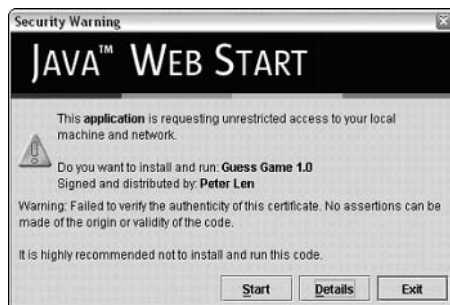 Security Warning
JAVA™ WEB START
This application is requesting unrestricted access to your local
machine and network.
Do you want to install and run: Guess Game 1.0
Signed and distributed by: Peter Len
Warning: Failed to verify the authenticity of this certificate. No assertions can be
made of the origin or validity of the code.
It is highly recommended not to install and run this code.
Start Details Exit